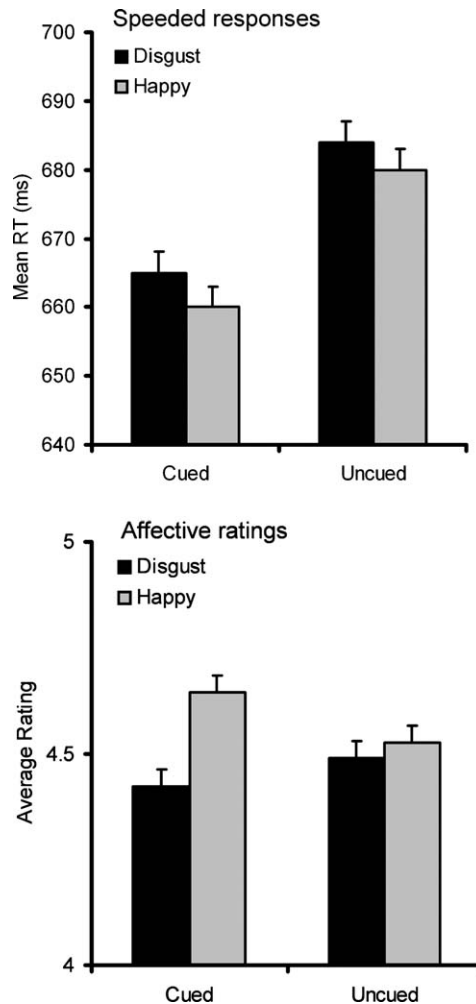 Speeded responses
700
Disgust
690
Happy
680
Mean RT (ms)
670
660
650
640
Cued Uncued
Affective ratings
5
Disgust
Happy
Average Rating
4.5
4
Cued Uncued